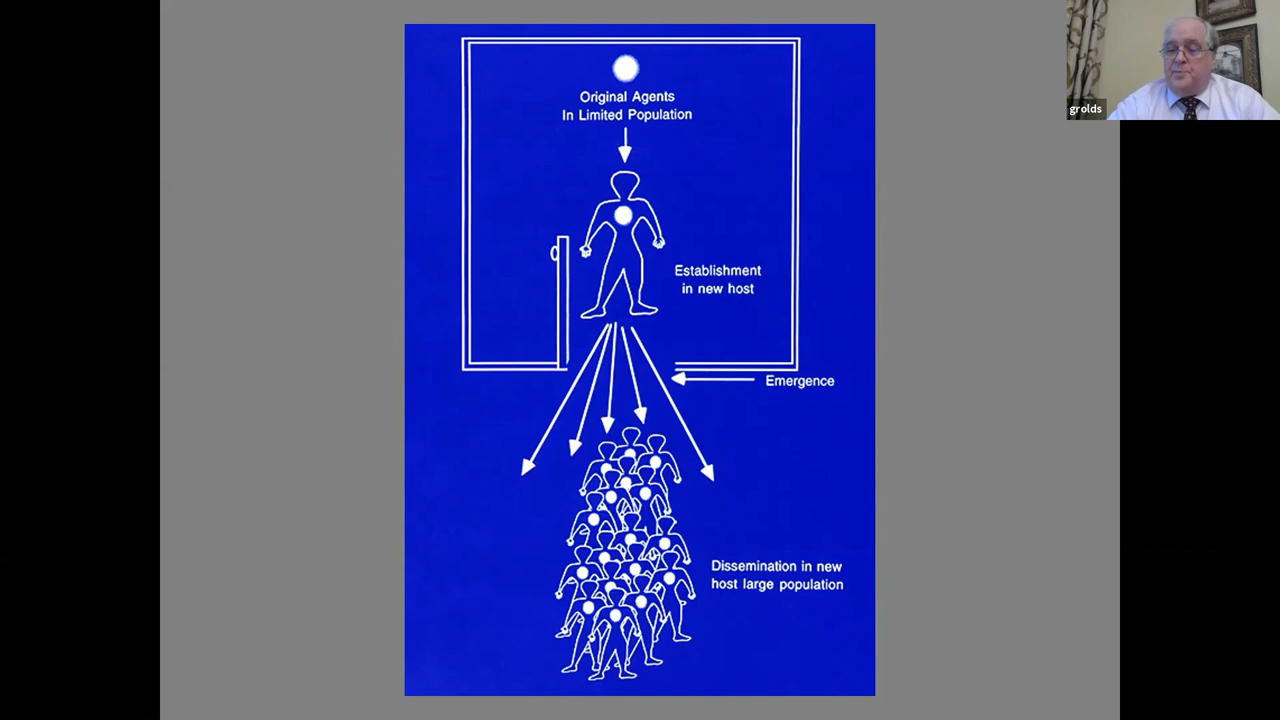 Original Agents
In Limited Population
Establishment
in new host
Emergence
Dissemination in new
host large population
grolds